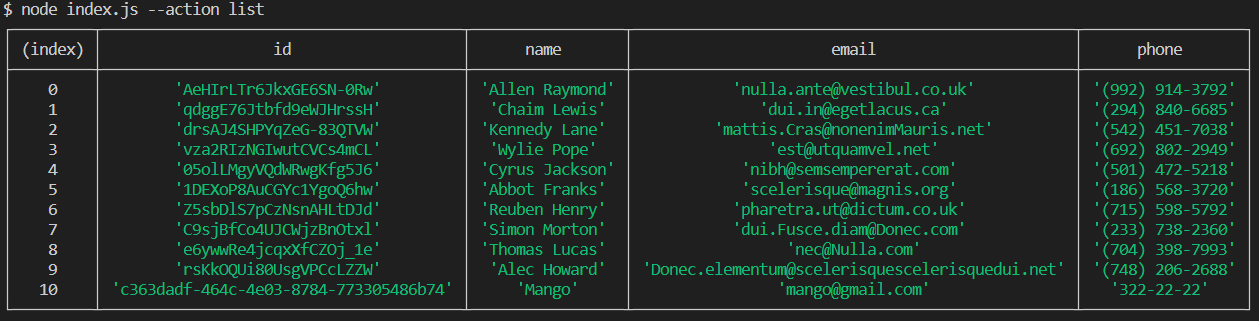 $ node index.js --action list
(index) id name email phone
0 'AeHIrLTr6JkxGE6SN-0Rw' 'Allen Raymond' 'nulla.ante@vestibul.co.uk' '(992) 914-3792'
1 'qdggE76Jtbfd9eWJHrssH' 'Chaim Lewis' 'dui.in@egetlacus.ca' '(294) 840-6685'
2 'drsAJ4SHPYqZeG-83QTVW' 'Kennedy Lane' 'mattis.Cras@nonenimMauris.net' '(542) 451-7038'
3 'vza2RIzNGIwutCVCs4mCL' 'Wylie Pope' 'est@utquamvel.net' '(692) 802-2949'
4 '05olLMgyVQdWRwgKfg5J6' 'Cyrus Jackson' 'nibh@semsempererat.com' '(501) 472-5218'
5 '1DEXoP8AuCGYc1YgoQ6hw' 'Abbot Franks' 'scelerisque@magnis.org' '(186) 568-3720'
6 'Z5sbDlS7pCzNsnAHLtDJd' 'Reuben Henry' 'pharetra.ut@dictum.co.uk' '(715) 598-5792'
7 'C9sjBfCo4UJCWjzBnOtxl' 'Simon Morton' 'dui.Fusce.diam@Donec.com' '(233) 738-2360'
8 'e6ywwRe4jcqxXfCZOj_1e' 'Thomas Lucas' 'nec@Nulla.com' '(704) 398-7993'
9 'rsKkOQUi80UsgVPCcLZZW' 'Alec Howard' 'Donec.elementum@scelerisquescelerisquedui.net' '(748) 206-2688'
10 'c363dadf-464c-4e03-8784-773305486b74' 'Mango' 'mango@gmail.com' '322-22-22'